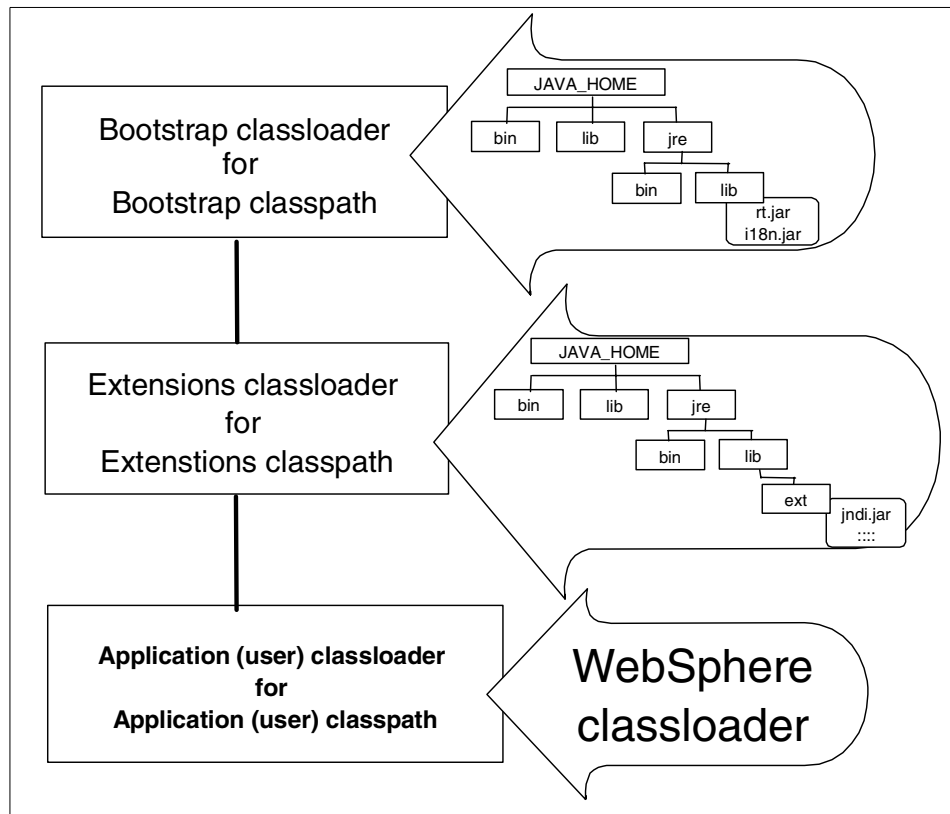 Bootstrap classloader
for
Bootstrap classpath
JAVA_HOME
bin
lib
jre
bin
lib
rt.jar
i18n.jar
Extensions classloader
for
Extenstions classpath
JAVA_HOME
bin
lib
jre
bin
lib
ext
jndi.jar
::::
Application (user) classloader
for
Application (user) classpath
WebSphere
classloader